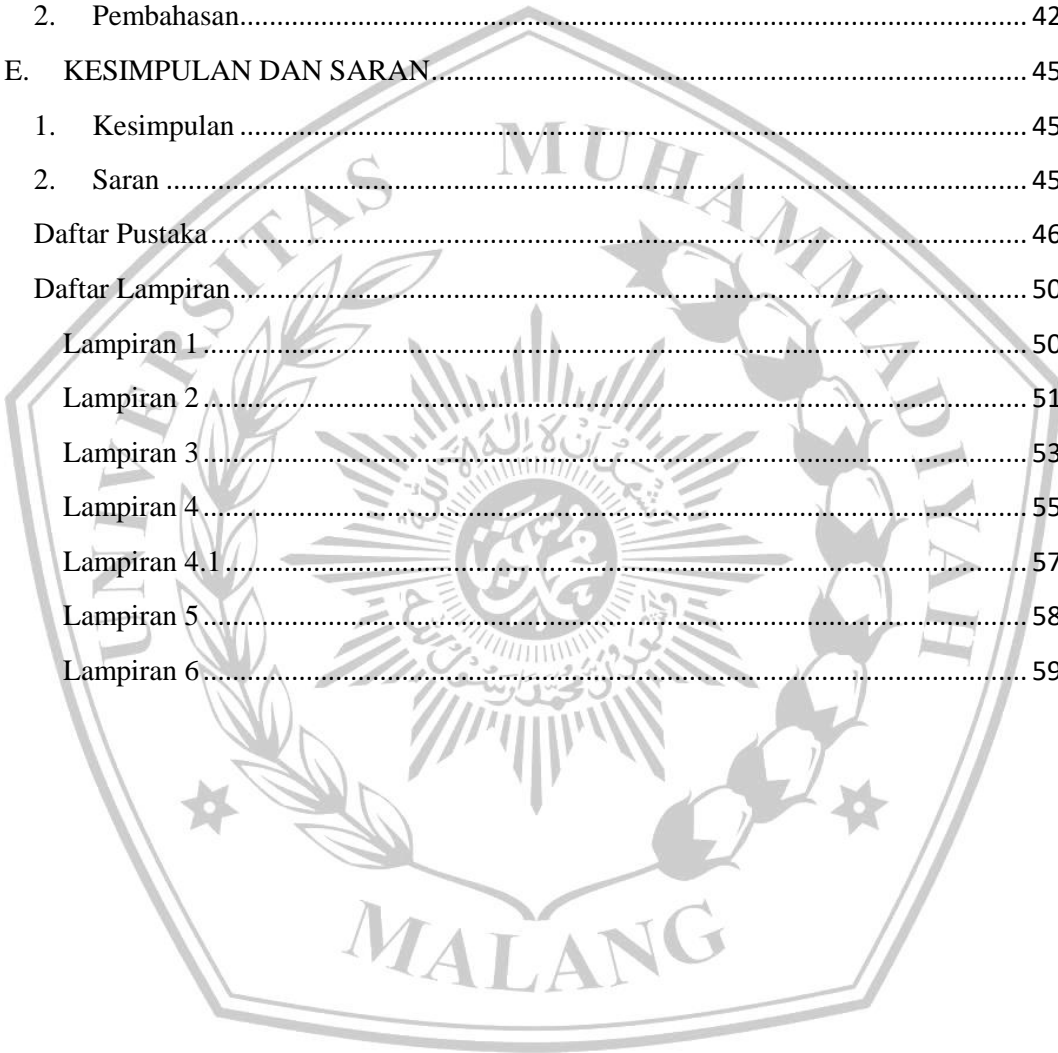 2. Pembahasan.......... 42
E. KESIMPULAN DAN SARAN.......... 45
1. Kesimpulan.......... 45
2. Saran.......... 45
Daftar Pustaka.......... 46
Daftar Lampiran.......... 50
Lampiran 1.......... 50
Lampiran 2.......... 51
Lampiran 3.......... 53
Lampiran 4.......... 55
Lampiran 4.1.......... 57
Lampiran 5.......... 58
Lampiran 6.......... 59
UNIVERSITAS MUHAMMADIYAH
MALANG